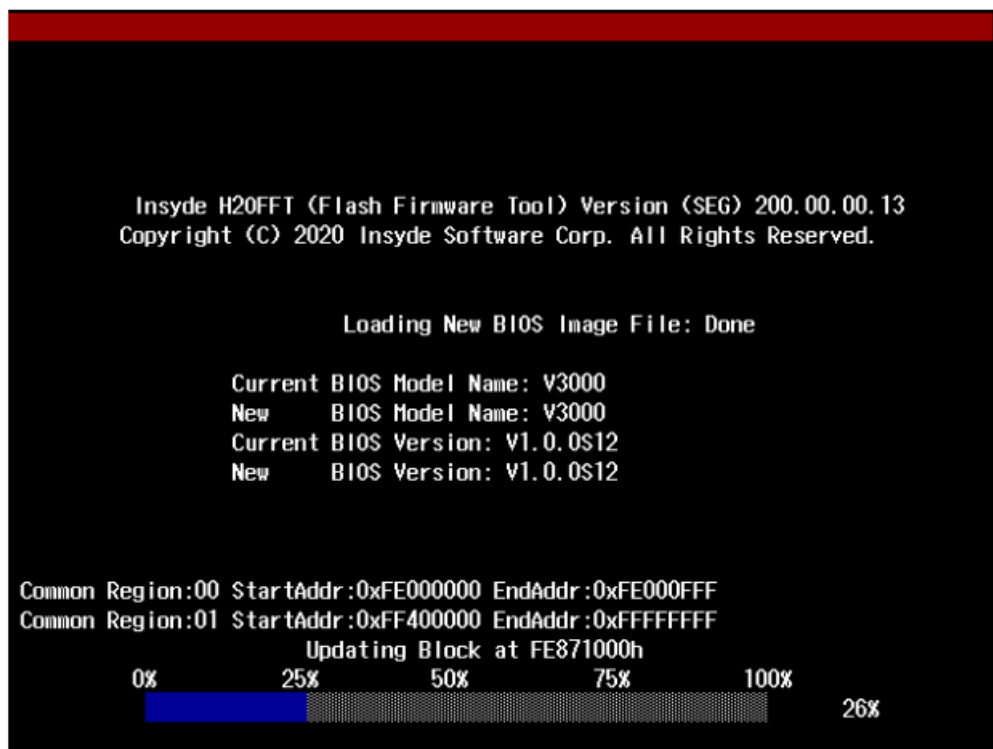 Insyde H2OFFT (Flash Firmware Tool) Version (SEG) 200.00.00.13
Copyright (C) 2020 Insyde Software Corp. All Rights Reserved.
Loading New BIOS Image File: Done
Current BIOS Model Name: V3000
New BIOS Model Name: V3000
Current BIOS Version: V1.0.0S12
New BIOS Version: V1.0.0S12
Common Region:00 StartAddr:0xFE000000 EndAddr:0xFE000FFF
Common Region:01 StartAddr:0xFF400000 EndAddr:0xFFFFFFFF
Updating Block at FE871000h
0% 25% 50% 75% 100%
26%